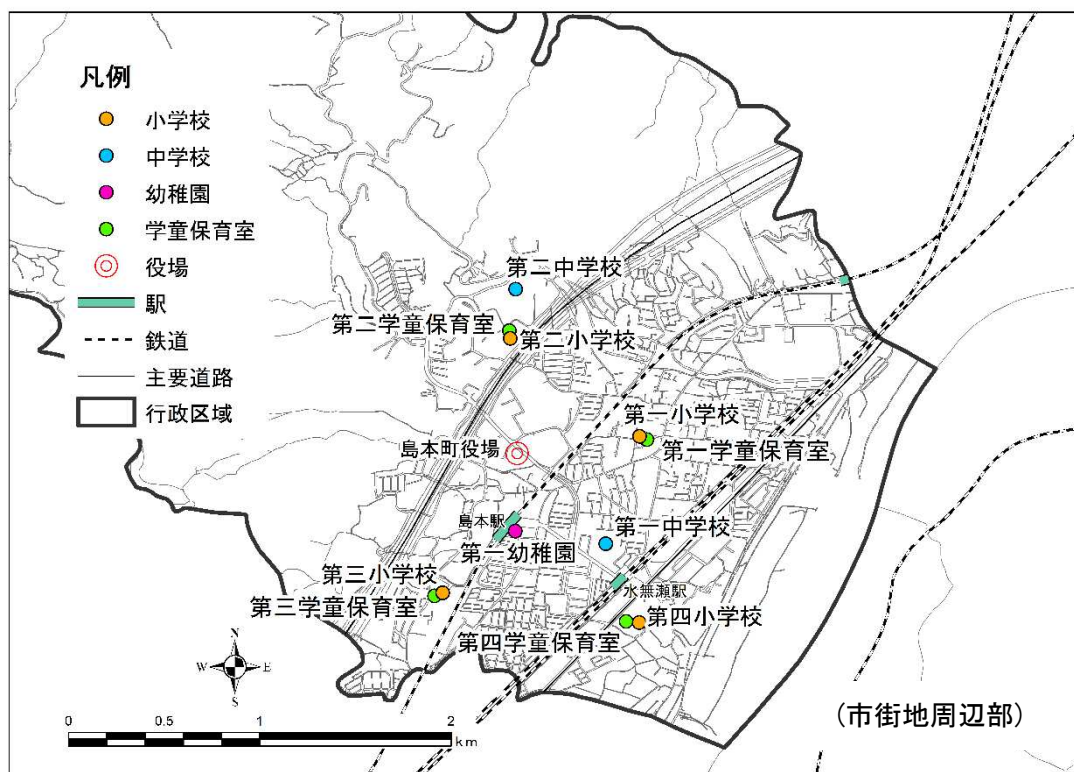 凡例
小学校
中学校
幼稚園
学童保育室
役場
駅
鉄道
主要道路
行政区域
第二中学校
第二学童保育室
第二小学校
第一小学校
第一学童保育室
島本町役場
島本駅
第一幼稚園
第一中学校
水無瀬駅
第三小学校
第三学童保育室
第四小学校
第四学童保育室
N
W E
S
0 0.5 1 2
km
(市街地周辺部)